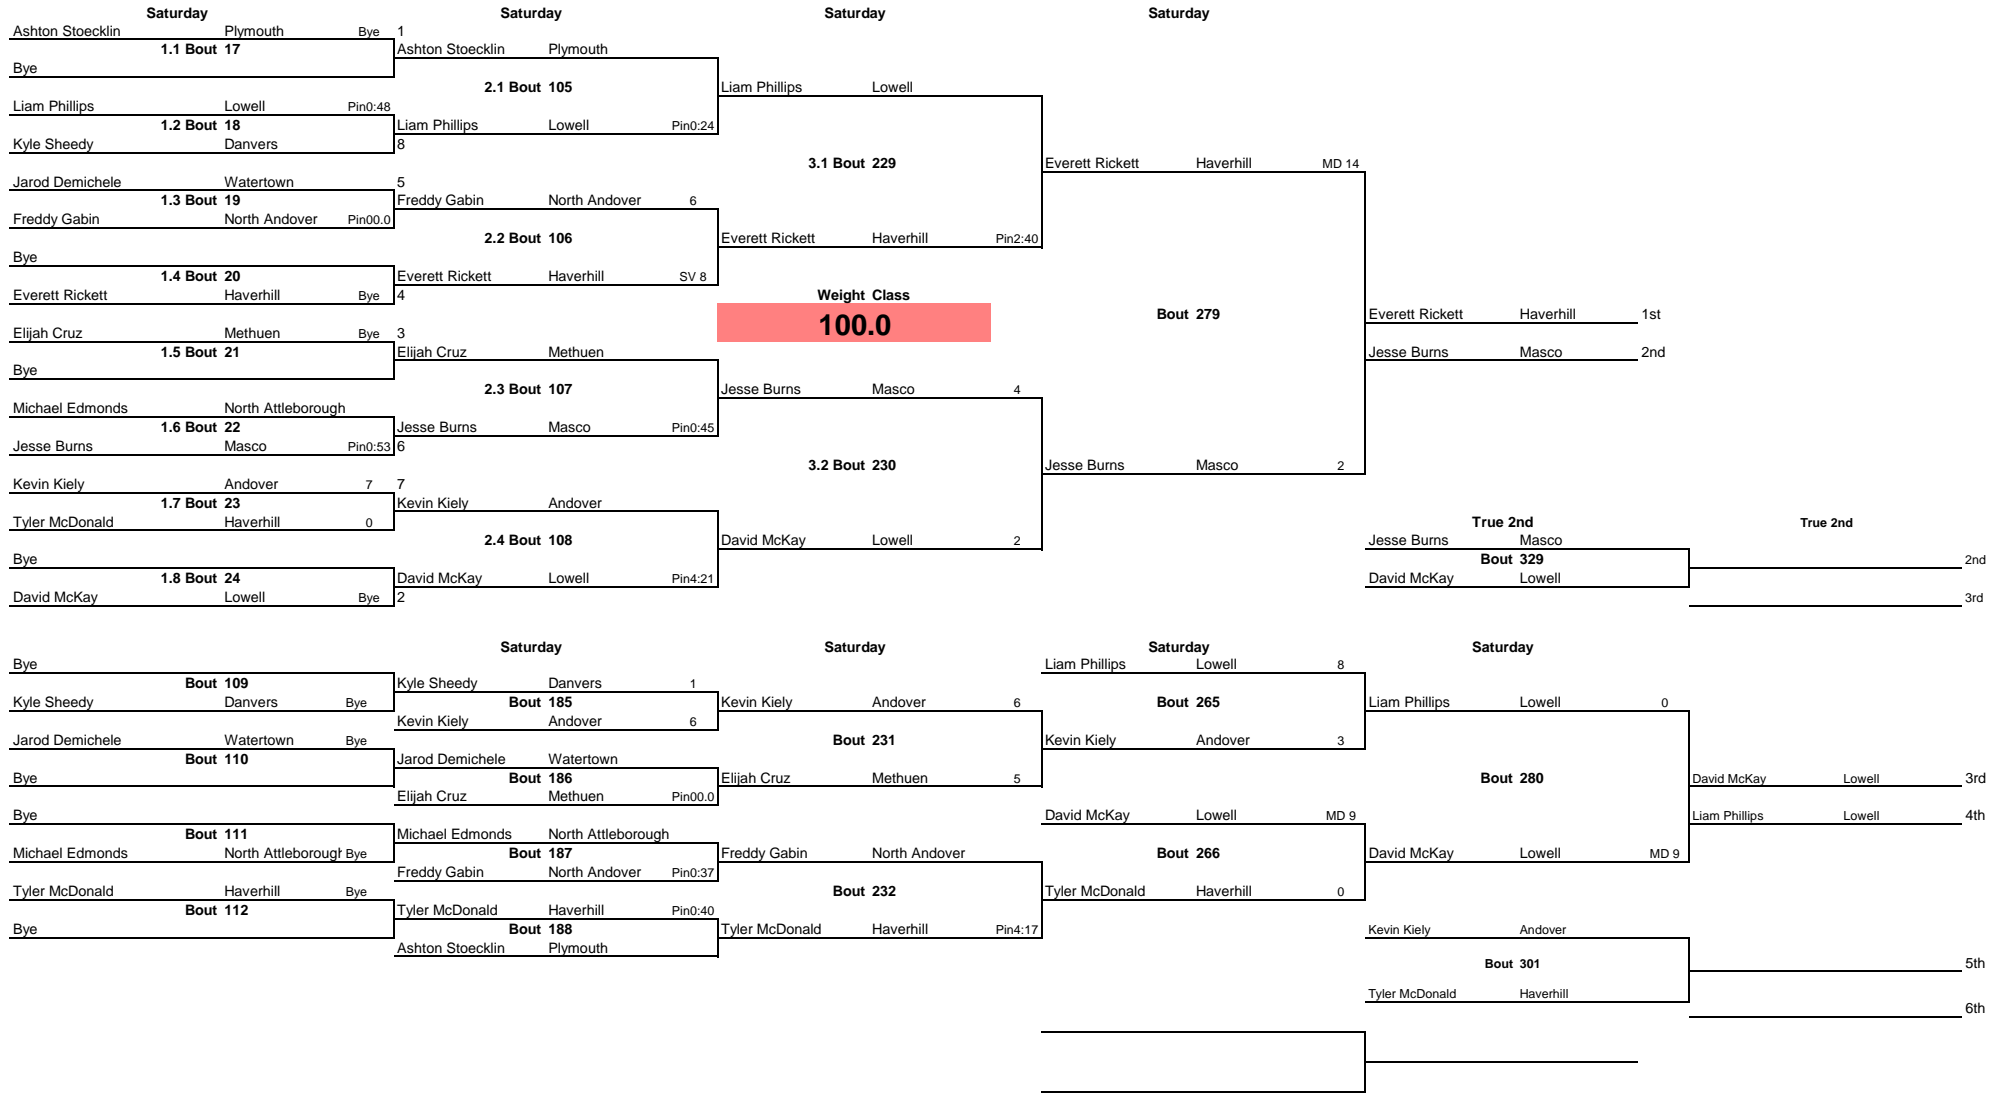 Saturday Saturday Saturday Saturday
Ashton Stoecklin Plymouth Bye 1
1.1 Bout 17 Ashton Stoecklin Plymouth
Bye
2.1 Bout 105 Liam Phillips Lowell
Liam Phillips Lowell Pin0:48
1.2 Bout 18 Liam Phillips Lowell Pin0:24
Kyle Sheedy Danvers 8
3.1 Bout 229 Everett Rickett Haverhill MD 14
Jarod Demichele Watertown 5
1.3 Bout 19 Freddy Gabin North Andover 6
Freddy Gabin North Andover Pin00.0
2.2 Bout 106 Everett Rickett Haverhill Pin2:40
Bye
1.4 Bout 20 Everett Rickett Haverhill SV 8
Everett Rickett Haverhill Bye 4 Weight Class
100.0 Bout 279 Everett Rickett Haverhill 1st
Elijah Cruz Methuen Bye 3
1.5 Bout 21 Elijah Cruz Methuen Jesse Burns Masco 2nd
Bye
2.3 Bout 107 Jesse Burns Masco 4
Michael Edmonds North Attleborough
1.6 Bout 22 Jesse Burns Masco Pin0:45
Jesse Burns Masco Pin0:53 6
3.2 Bout 230 Jesse Burns Masco 2
Kevin Kiely Andover 7 7
1.7 Bout 23 Kevin Kiely Andover
Tyler McDonald Haverhill 0 True 2nd True 2nd
2.4 Bout 108 David McKay Lowell 2 Jesse Burns Masco
Bye Bout 329 2nd
1.8 Bout 24 David McKay Lowell Pin4:21 David McKay Lowell
David McKay Lowell Bye 2 3rd
Saturday Saturday Saturday Saturday
Bye Liam Phillips Lowell 8
Bout 109 Kyle Sheedy Danvers 1
Kyle Sheedy Danvers Bye Bout 185 Kevin Kiely Andover 6 Bout 265 Liam Phillips Lowell 0
Kevin Kiely Andover 6
Jarod Demichele Watertown Bye Bout 231 Kevin Kiely Andover 3
Bout 110 Jarod Demichele Watertown
Bye Bout 186 Elijah Cruz Methuen 5 Bout 280 David McKay Lowell 3rd
Elijah Cruz Methuen Pin00.0
Bye David McKay Lowell MD 9 Liam Phillips Lowell 4th
Bout 111 Michael Edmonds North Attleborough
Michael Edmonds North Attleborough Bye Bout 187 Freddy Gabin North Andover Bout 266 David McKay Lowell MD 9
Freddy Gabin North Andover Pin0:37
Tyler McDonald Haverhill Bye Bout 232 Tyler McDonald Haverhill 0
Bout 112 Tyler McDonald Haverhill Pin0:40
Bye Bout 188 Tyler McDonald Haverhill Pin4:17 Kevin Kiely Andover
Ashton Stoecklin Plymouth
Bout 301 5th
Tyler McDonald Haverhill
6th